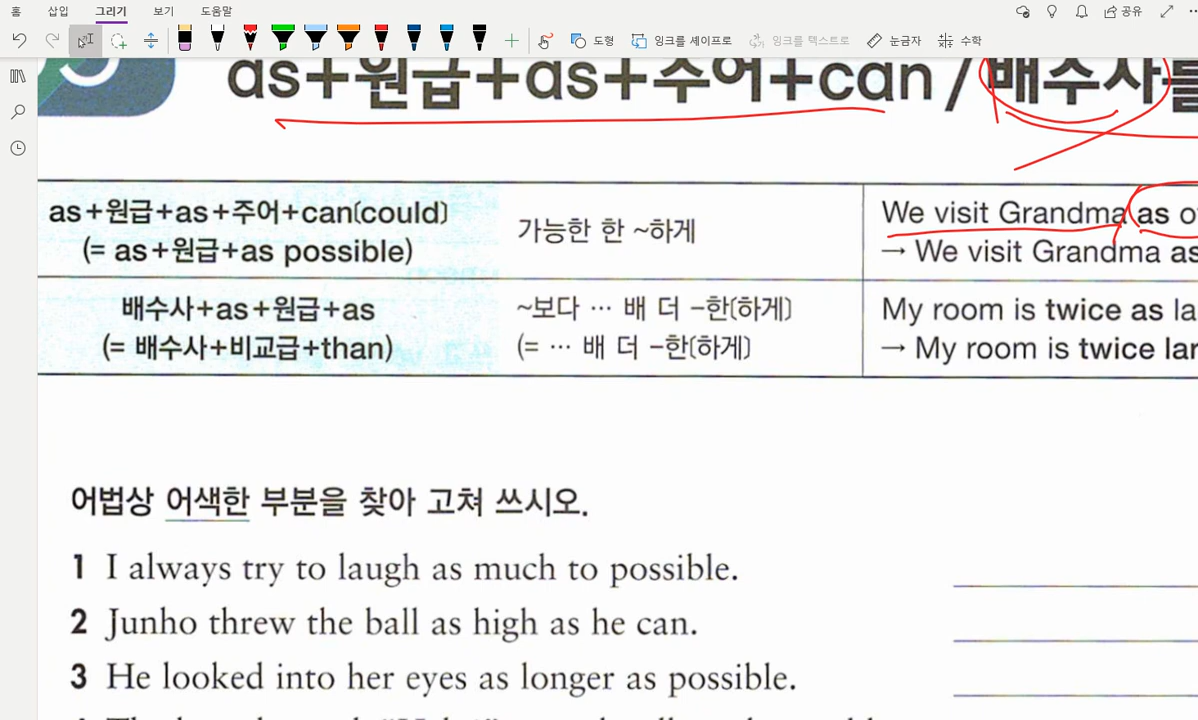 홈 삽입 그리기 보기 도움말
공유
도형 잉크를 셰이프로 잉크를 텍스트로 눈금자 수학
as+원급+as+주어+can / 배수사를
as+원급+as+주어+can(could)
(= as+원급+as possible)
가능한 한 ~하게
We visit Grandma as o
→ We visit Grandma as
배수사+as+원급+as
(= 배수사+비교급+than)
~보다 … 배 더 –한(하게)
(= … 배 더 –한(하게)
My room is twice as la
→ My room is twice lar
어법상 어색한 부분을 찾아 고쳐 쓰시오.
1 I always try to laugh as much to possible.
2 Junho threw the ball as high as he can.
3 He looked into her eyes as longer as possible.